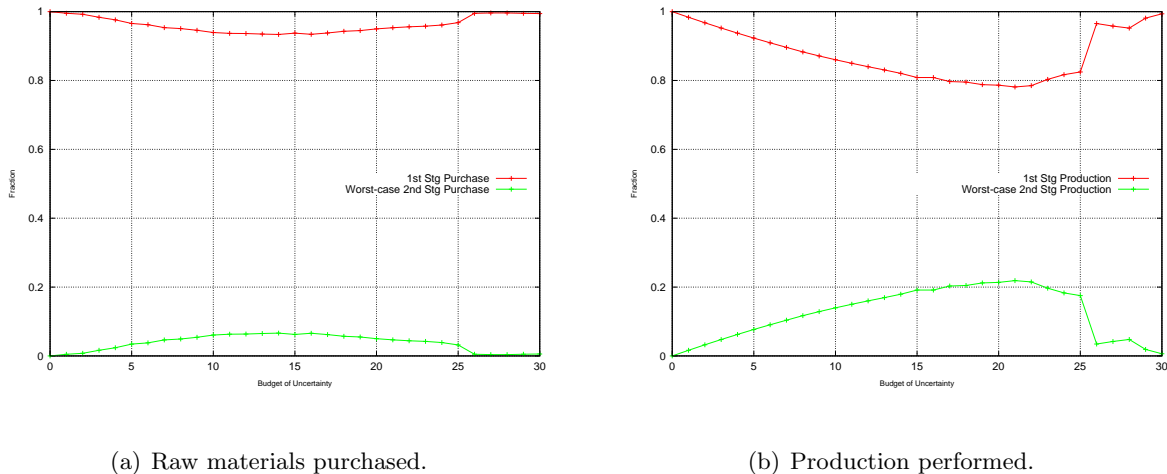 1
0.8
0.6
0.4
0.2
0
Fraction
1st Stg Purchase
Worst-case 2nd Stg Purchase
0 5 10 15 20 25 30
Budget of Uncertainty
(a) Raw materials purchased.
1
0.8
0.6
0.4
0.2
0
Fraction
1st Stg Production
Worst-case 2nd Stg Production
0 5 10 15 20 25 30
Budget of Uncertainty
(b) Production performed.